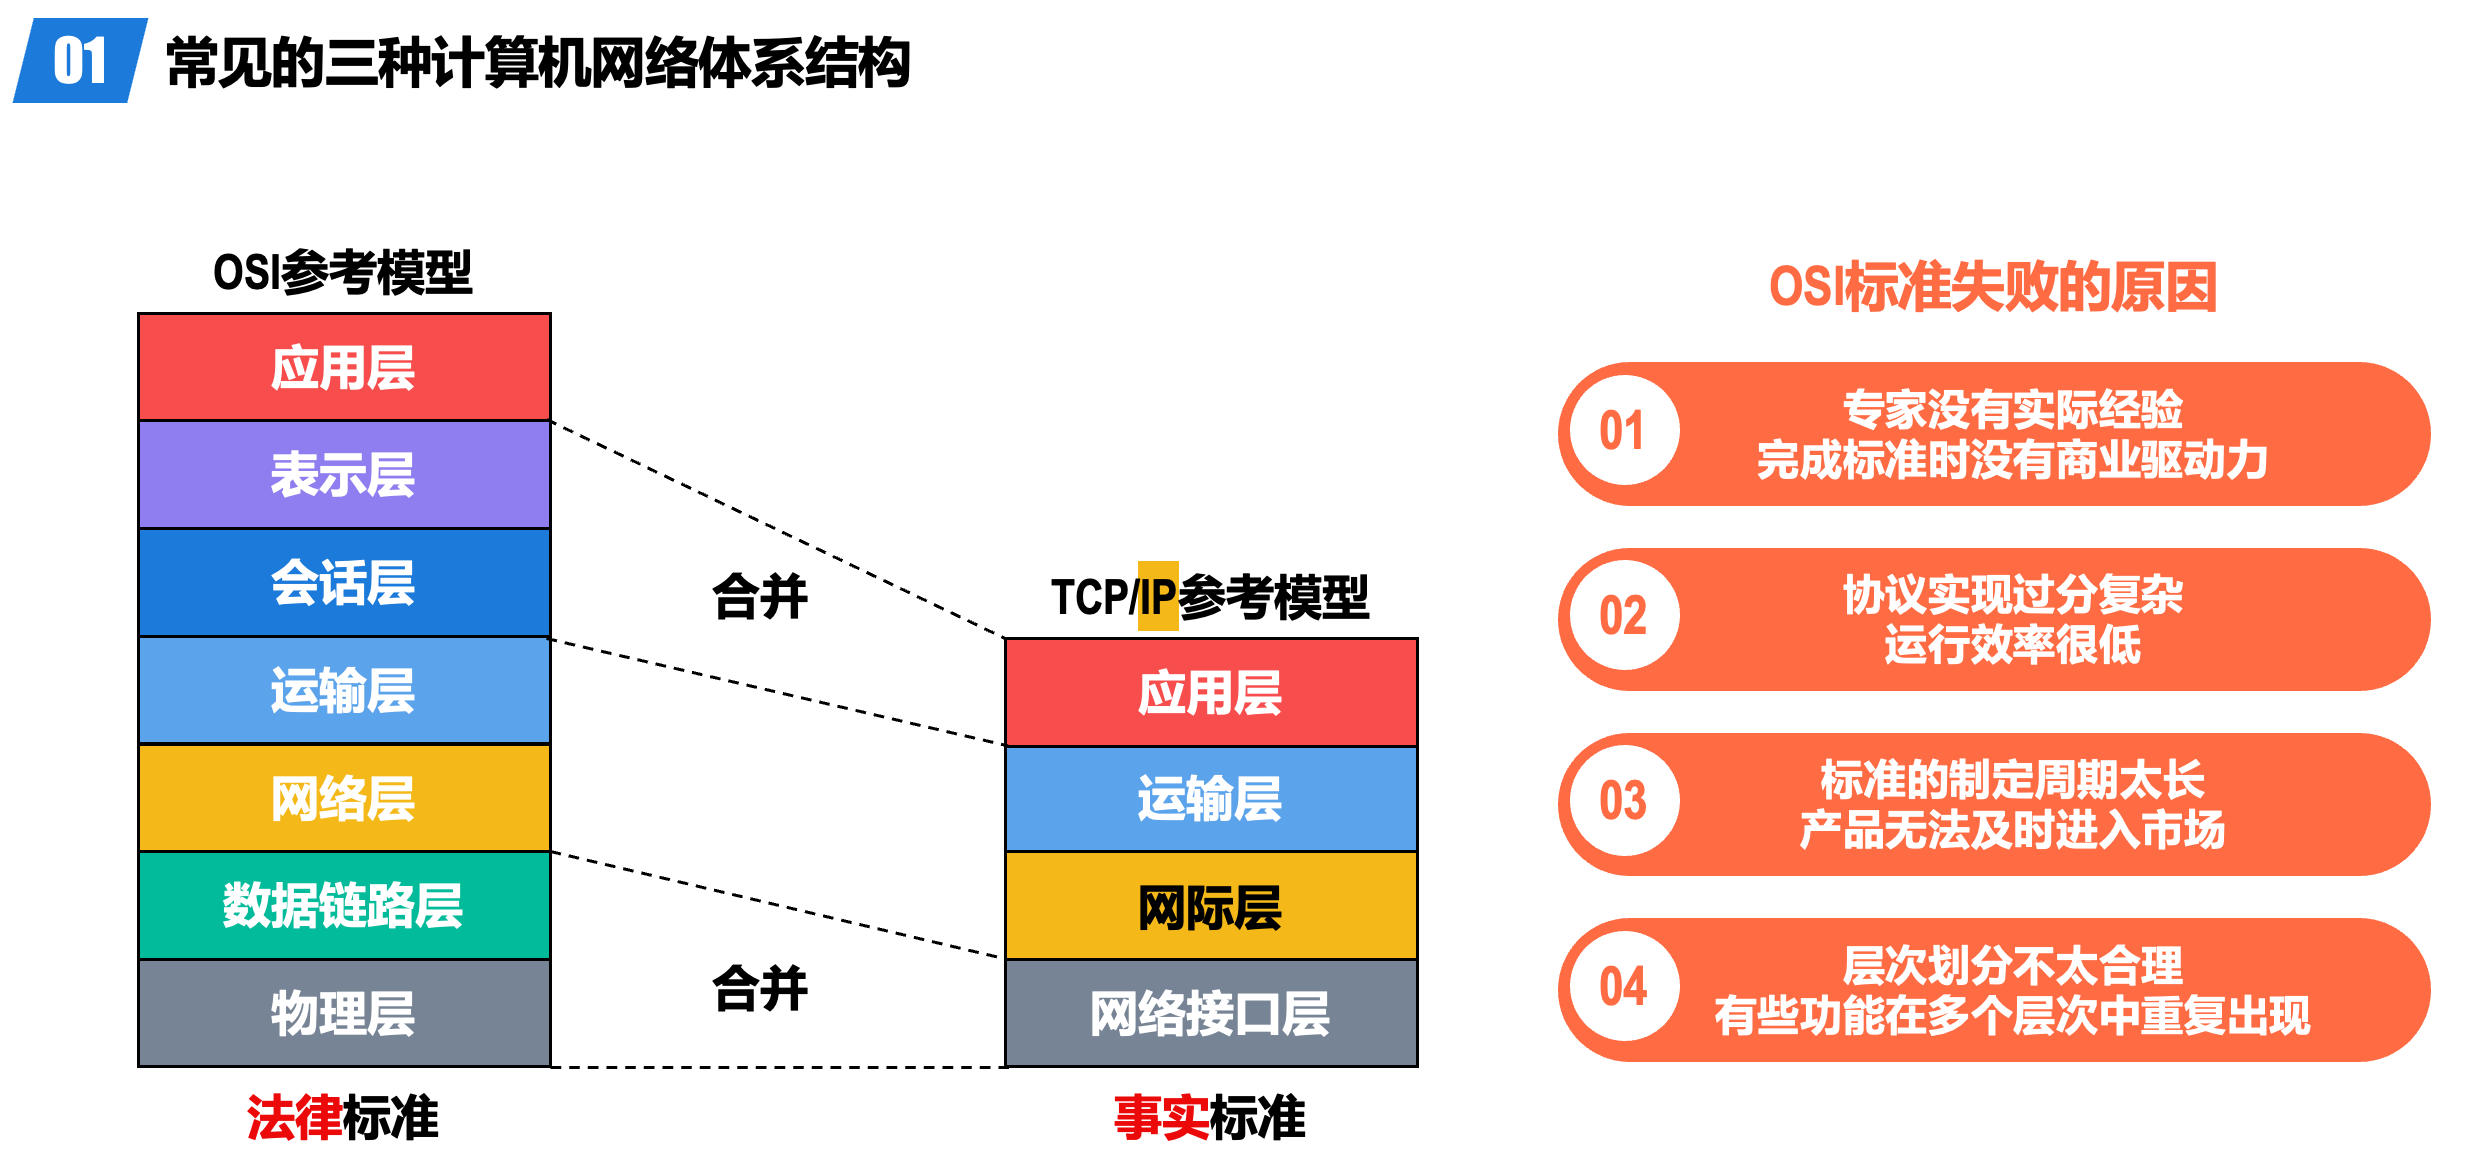 01 常见的三种计算机网络体系结构
OSI参考模型
应用层
表示层
会话层
运输层
网络层
数据链路层
物理层
法律标准
合并
合并
TCP/IP参考模型
应用层
运输层
网际层
网络接口层
事实标准
OSI标准失败的原因
01
专家没有实际经验
完成标准时没有商业驱动力
02
协议实现过分复杂
运行效率很低
03
标准的制定周期太长
产品无法及时进入市场
04
层次划分不太合理
有些功能在多个层次中重复出现